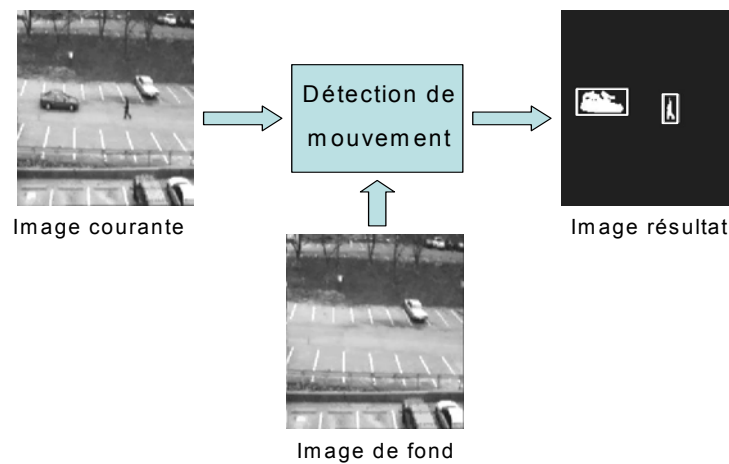 Détection de
mouvement
Image courante
Image résultat
Image de fond